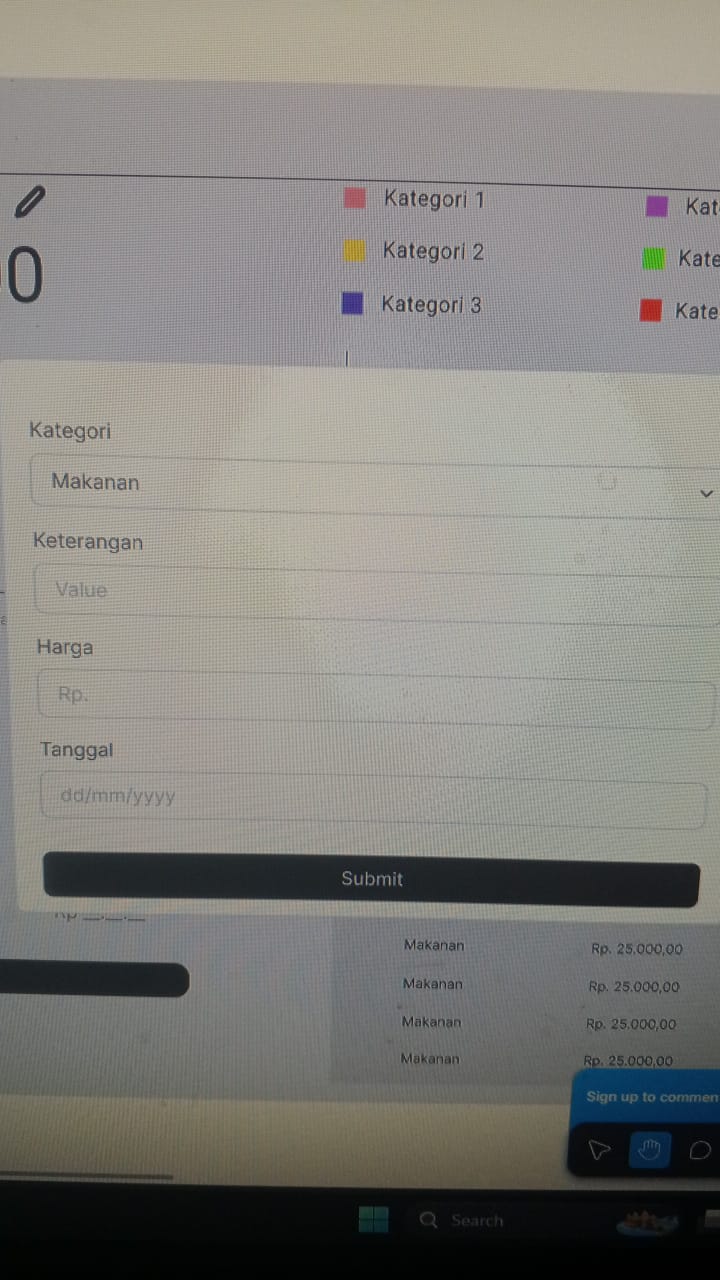 Kategori 1
Kat
0
Kategori 2
Kate
Kategori 3
Kate
Kategori
Makanan
Keterangan
Value
Harga
Rp.
Tanggal
dd/mm/yyyy
Submit
Makanan Rp. 25.000,00
Makanan Rp. 25.000,00
Makanan Rp. 25.000,00
Makanan Rp. 25.000,00
Sign up to commen
Search